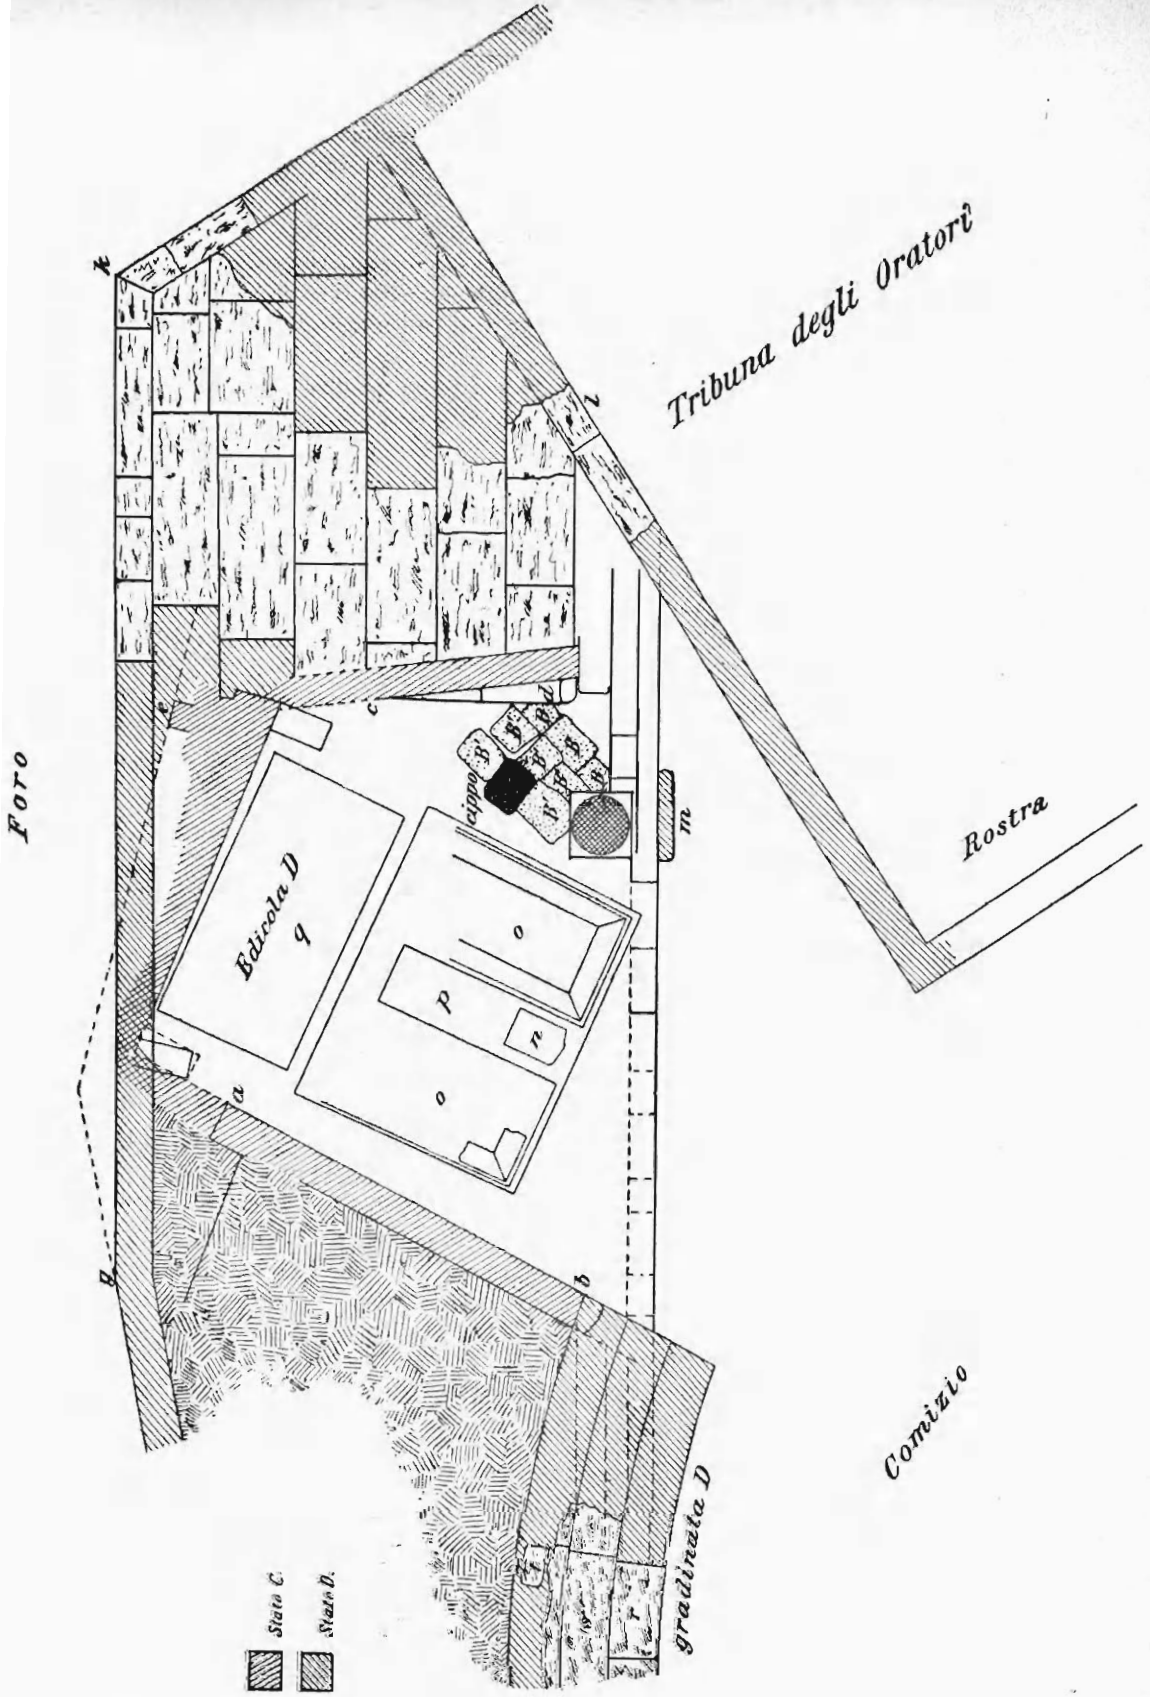 k
Foro
Tribuna degli Oratori
l
e
c
d
B'
B'
B'
B'
B'
B'
B'
B'
cippo
m
Rostra
Edicola D
q
o
p
n
o
a
g
b
Comizio
gradinata D
r
Stato C.
Stato D.